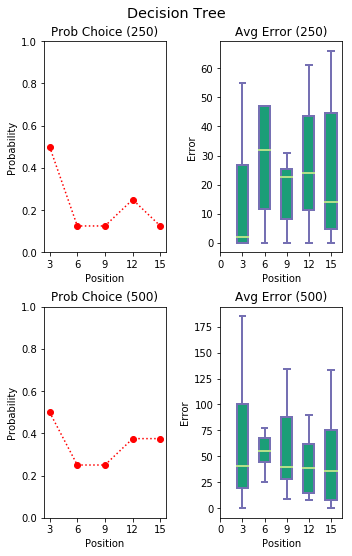 Decision Tree
Prob Choice (250)
1.0
0.8
0.6
0.4
0.2
0.0
Probability
3 6 9 12 15
Position
Avg Error (250)
60
50
40
30
20
10
0
Error
0 3 6 9 12 15
Position
Prob Choice (500)
1.0
0.8
0.6
0.4
0.2
0.0
Probability
3 6 9 12 15
Position
Avg Error (500)
175
150
125
100
75
50
25
0
Error
0 3 6 9 12 15
Position